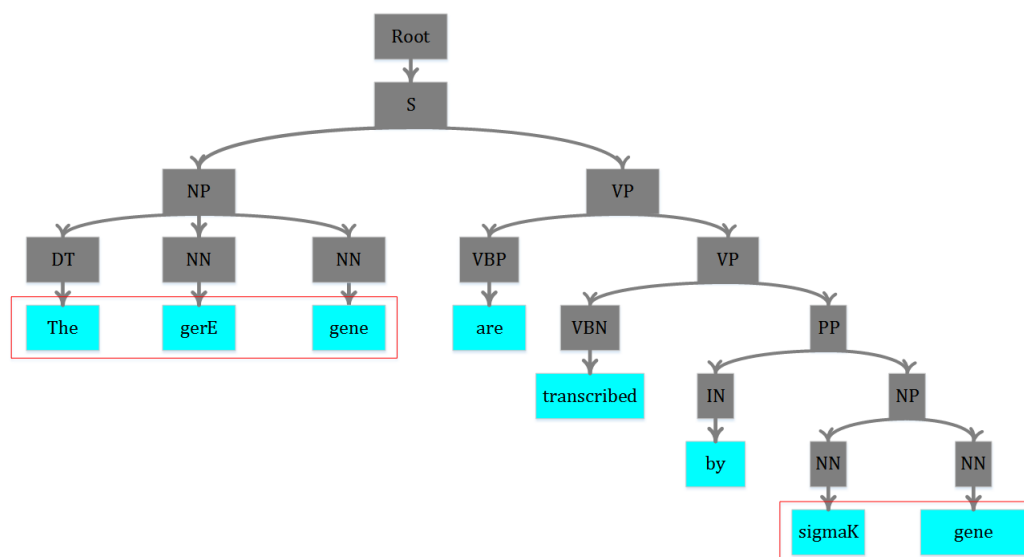 Root
S
NP VP
DT NN NN VBP VP
The gerE gene are VBN PP
transcribed IN NP
by NN NN
sigmaK gene